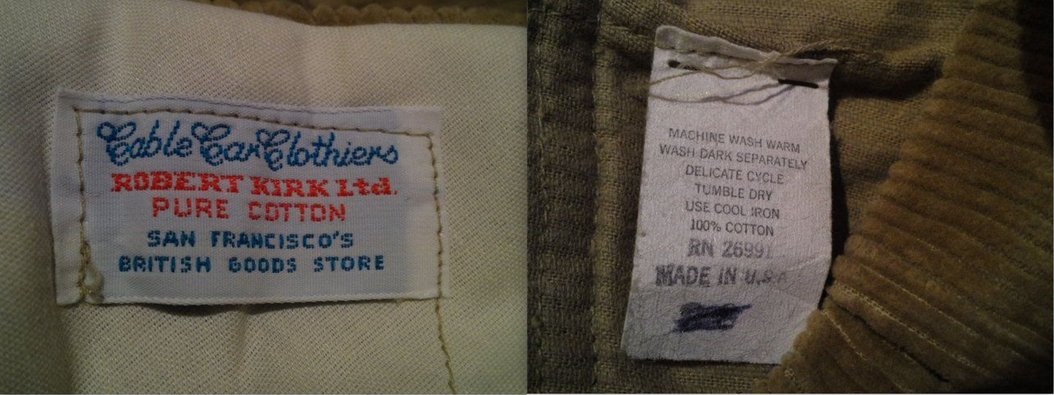 Cable Car Clothiers
ROBERT KIRK Ltd.
PURE COTTON
SAN FRANCISCO'S
BRITISH GOODS STORE
MACHINE WASH WARM
WASH DARK SEPARATELY
DELICATE CYCLE
TUMBLE DRY
USE COOL IRON
100% COTTON
RN 26991
MADE IN U.S.A